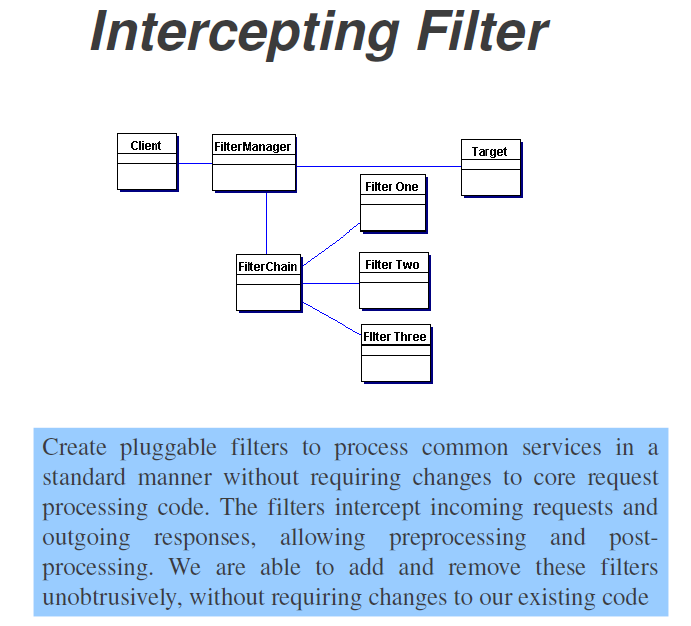 Intercepting Filter
Client
FilterManager
Target
Filter One
FilterChain
Filter Two
Filter Three
Create pluggable filters to process common services in a
standard manner without requiring changes to core request
processing code. The filters intercept incoming requests and
outgoing responses, allowing preprocessing and post-
processing. We are able to add and remove these filters
unobtrusively, without requiring changes to our existing code